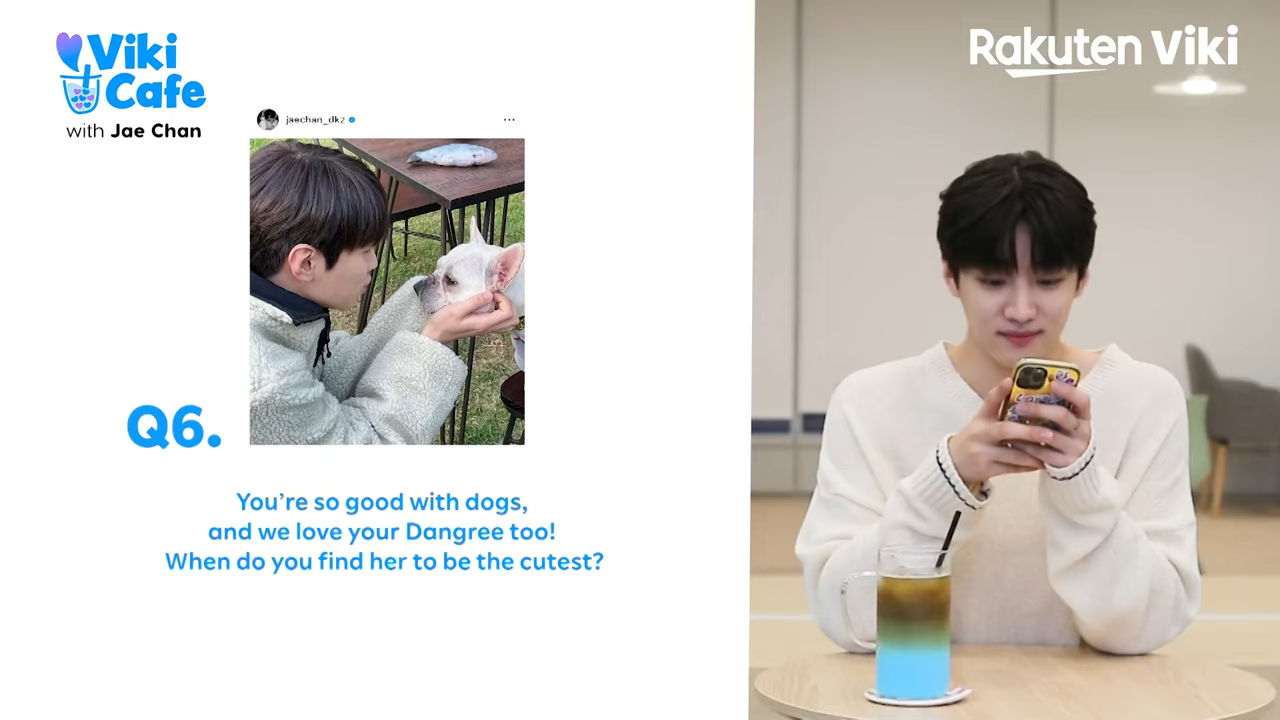 Viki
Cafe
with Jae Chan
jaechan_dkz
Rakuten Viki
Q6.
You're so good with dogs,
and we love your Dangree too!
When do you find her to be the cutest?